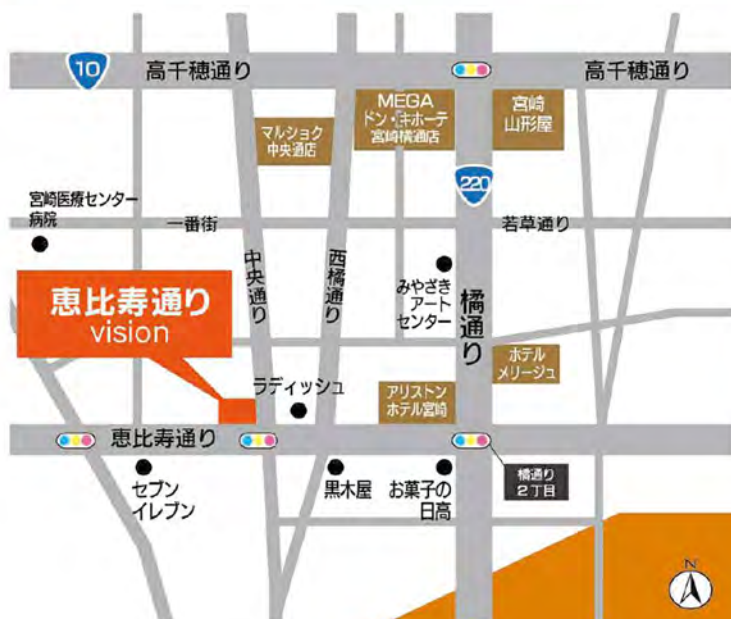 10
高千穂通り
高千穂通り
マルショク
中央通店
MEGA
ドン・キホーテ
宮崎橘通店
宮崎
山形屋
220
宮崎医療センター
病院
一番街
若草通り
中央通り
西橘通り
みやざき
アート
センター
橘通り
恵比寿通り
vision
ラディッシュ
アリストン
ホテル宮崎
ホテル
メリージュ
恵比寿通り
セブン
イレブン
黒木屋
お菓子の
日高
橘通り
2丁目
N